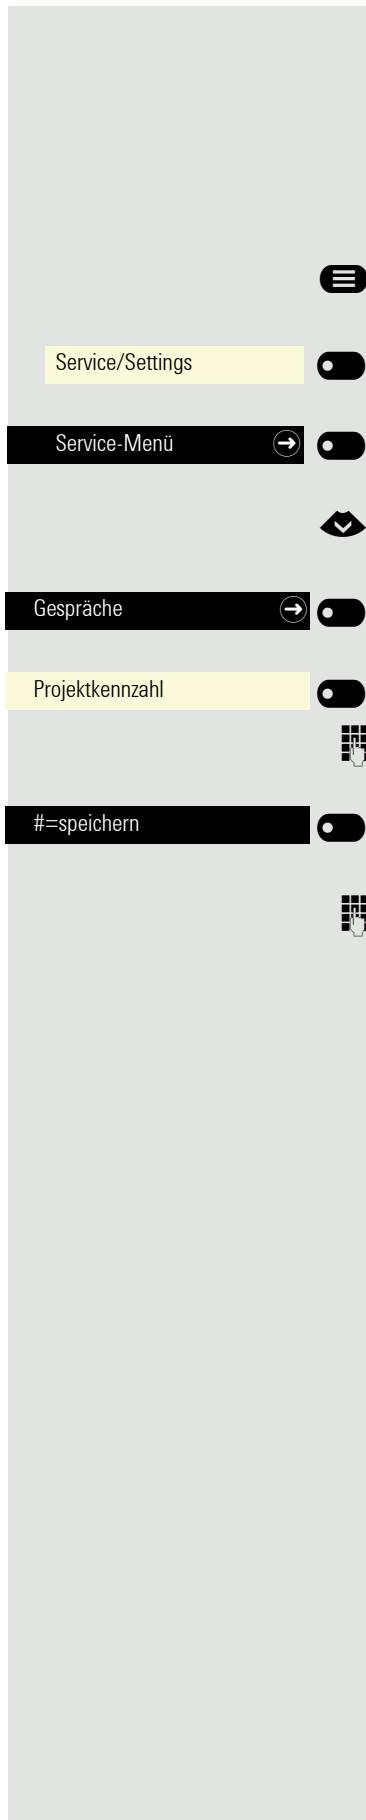 Service/Settings
Service-Menü
Gespräche
Projektkennzahl
#=speichern